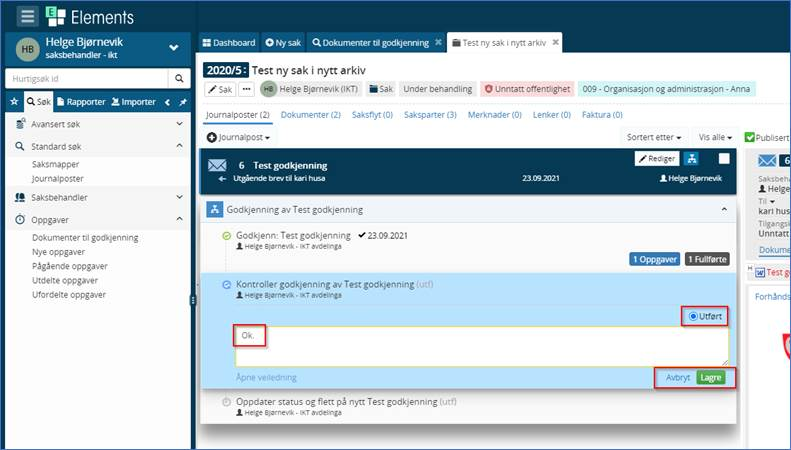 Elements
HB
Helge Bjørnevik
saksbehandler - ikt
Hurtigsøk id
Søk
Rapporter
Importer
Avansert søk
Standard søk
Saksmapper
Journalposter
Saksbehandler
Oppgaver
Dokumenter til godkjenning
Nye oppgaver
Pågående oppgaver
Utdelte oppgaver
Ufordelte oppgaver
Dashboard
Ny sak
Dokumenter til godkjenning
Test ny sak i nytt arkiv
2020/5: Test ny sak i nytt arkiv
Sak
HB
Helge Bjørnevik (IKT)
Sak
Under behandling
Unntatt offentlighet
009 - Organisasjon og administrasjon - Anna
Journalposter (2)
Dokumenter (2)
Saksflyt (0)
Saksparter (3)
Merknader (0)
Lenker (0)
Faktura (0)
Journalpost
Sortert etter
Vis alle
Publisert
6 Test godkjenning
Rediger
Utgående brev til kari husa
23.09.2021
Helge Bjørnevik
Godkjenning av Test godkjenning
Godkjenn: Test godkjenning 23.09.2021
Helge Bjørnevik - IKT avdelinga
1 Oppgaver
1 Fullførte
Kontroller godkjenning av Test godkjenning (utf)
Helge Bjørnevik - IKT avdelinga
Utført
Ok.
Åpne veiledning
Avbryt
Lagre
Oppdater status og flett på nytt Test godkjenning (utf)
Helge Bjørnevik - IKT avdelinga
6
Saksbeha
Helge
Til
kari hus
Tilgangsk
Unntatt
Dokume
H
Test g
Forhånds